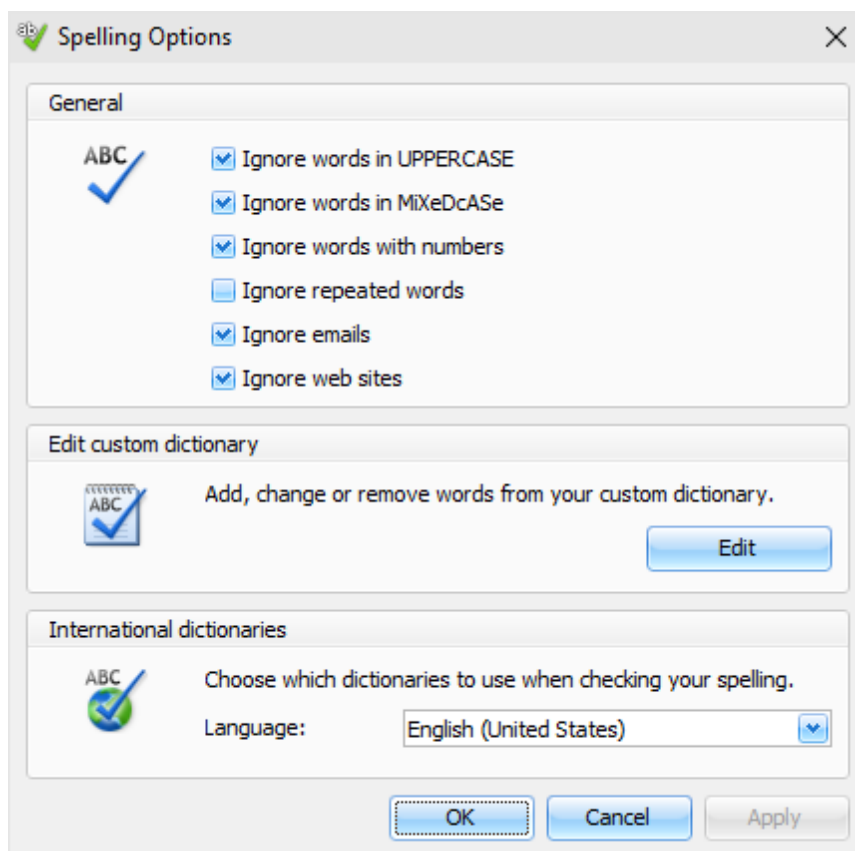 Spelling Options
General
Ignore words in UPPERCASE
Ignore words in MiXeDcASe
Ignore words with numbers
Ignore repeated words
Ignore emails
Ignore web sites
ABC
Edit custom dictionary
ABC
Add, change or remove words from your custom dictionary.
Edit
International dictionaries
ABC
Choose which dictionaries to use when checking your spelling.
Language: English (United States)
OK Cancel Apply